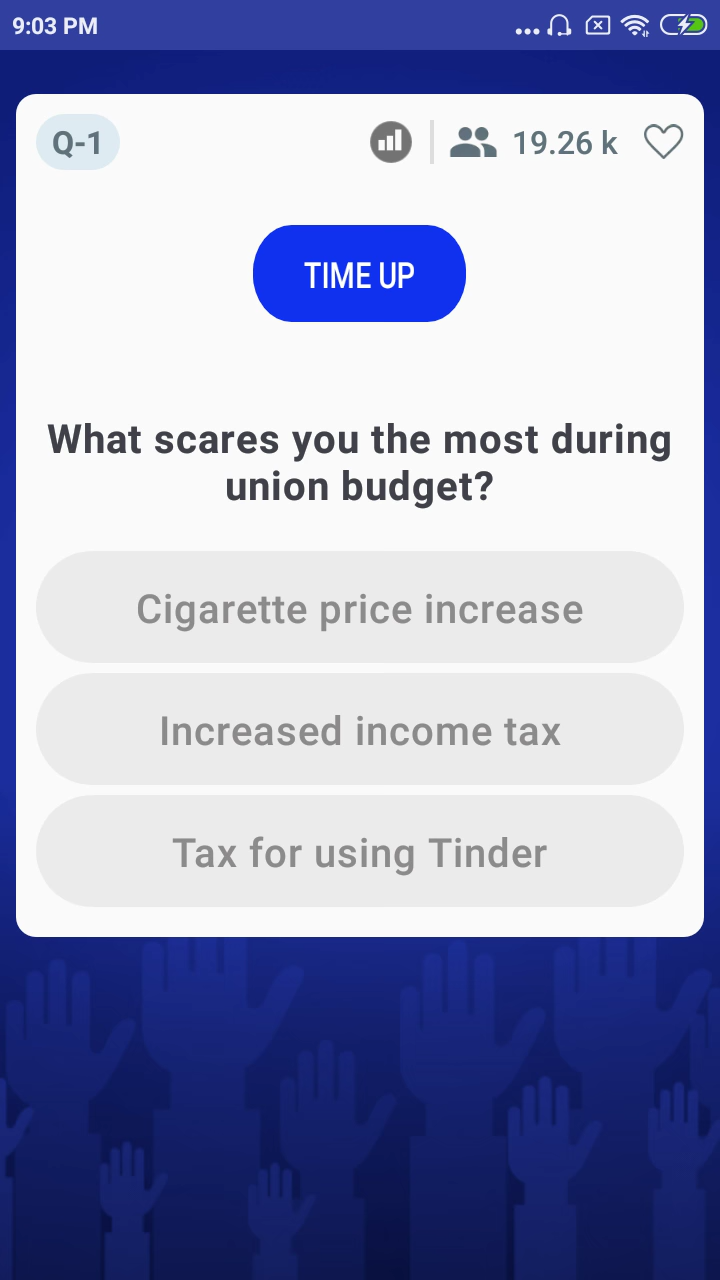 9:03 PM
Q-1
19.26 k
TIME UP
What scares you the most during
union budget?
Cigarette price increase
Increased income tax
Tax for using Tinder